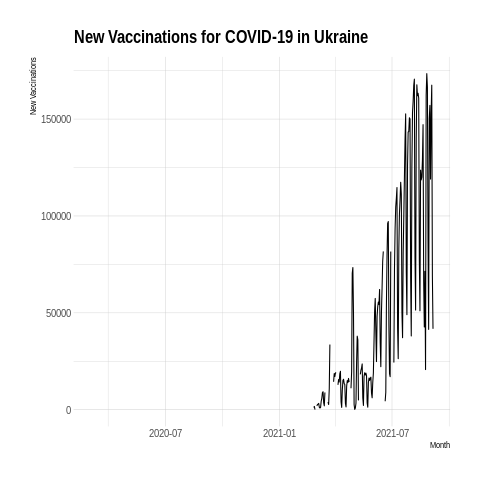 New Vaccinations for COVID-19 in Ukraine
New Vaccinations
150000
100000
50000
0
2020-07
2021-01
2021-07
Month